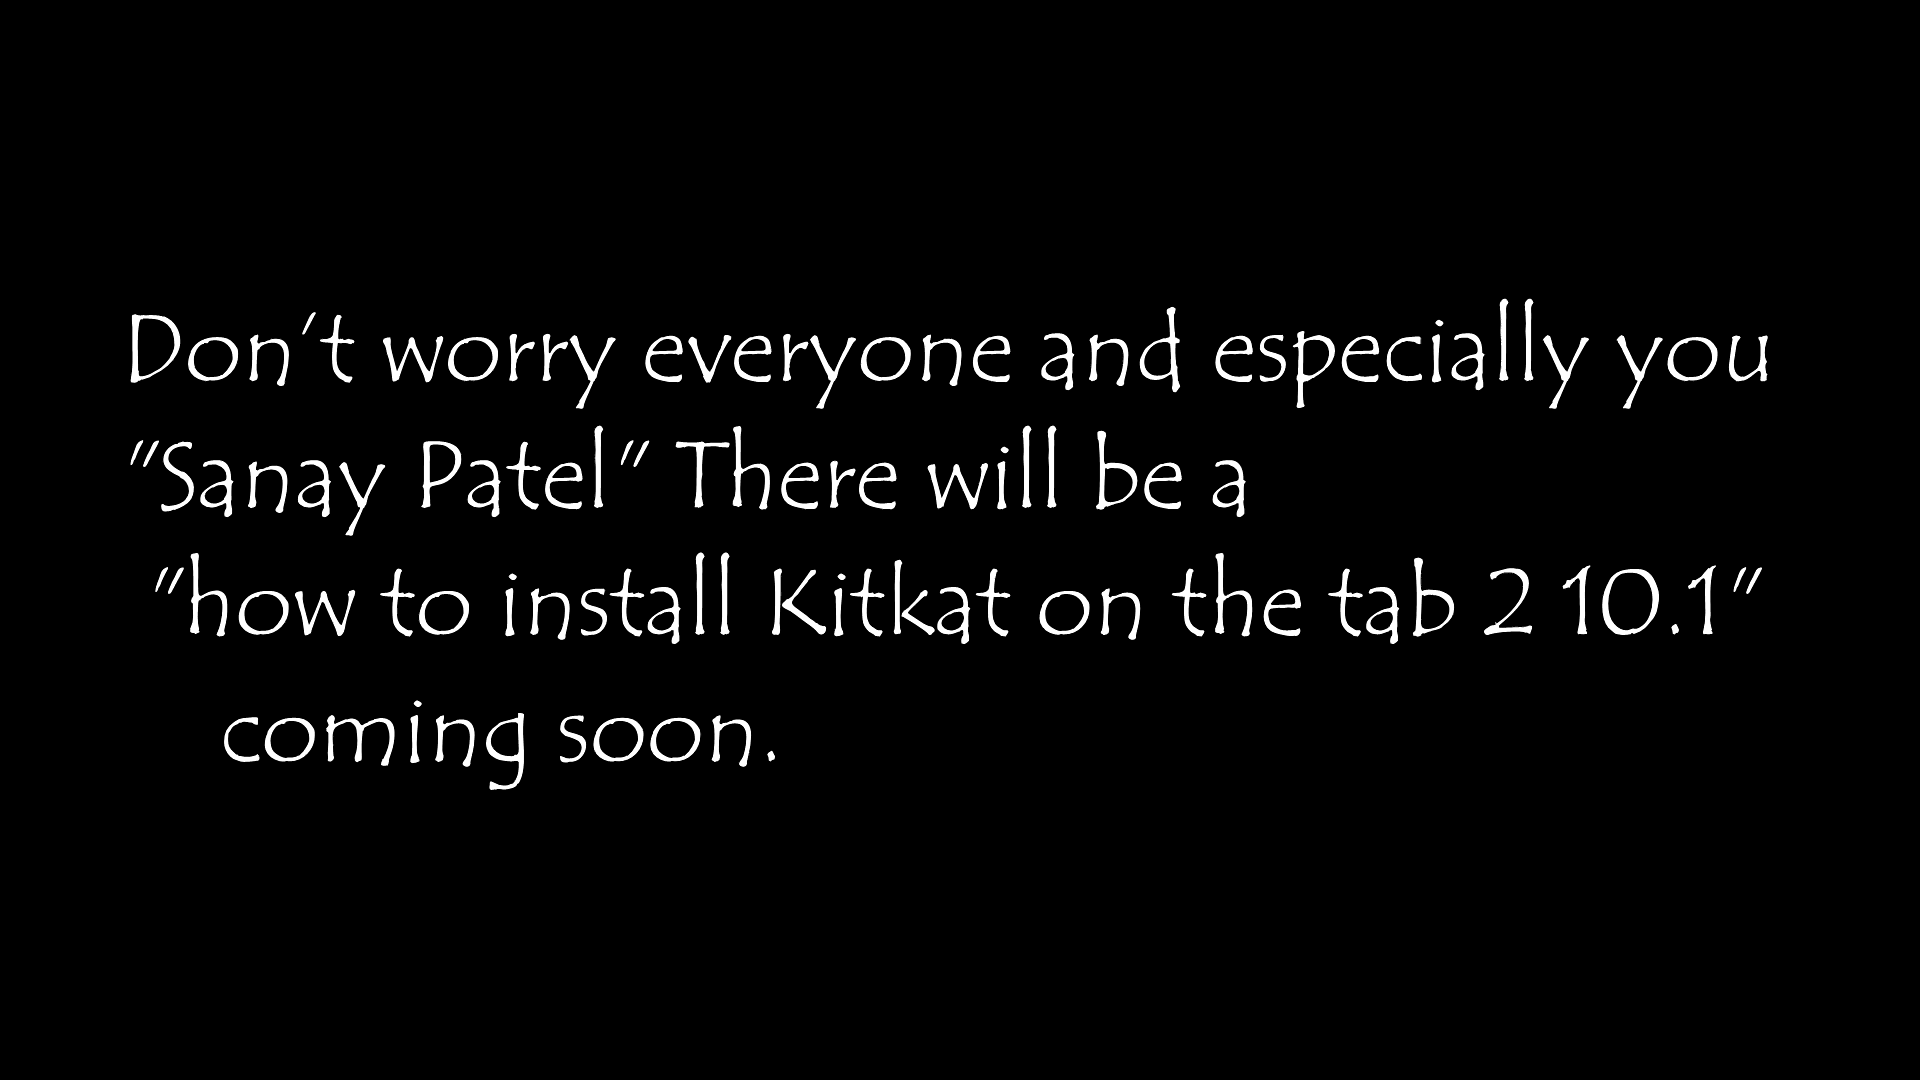 Don't worry everyone and especially you
"Sanay Patel" There will be a
"how to install Kitkat on the tab 2 10.1"
coming soon.